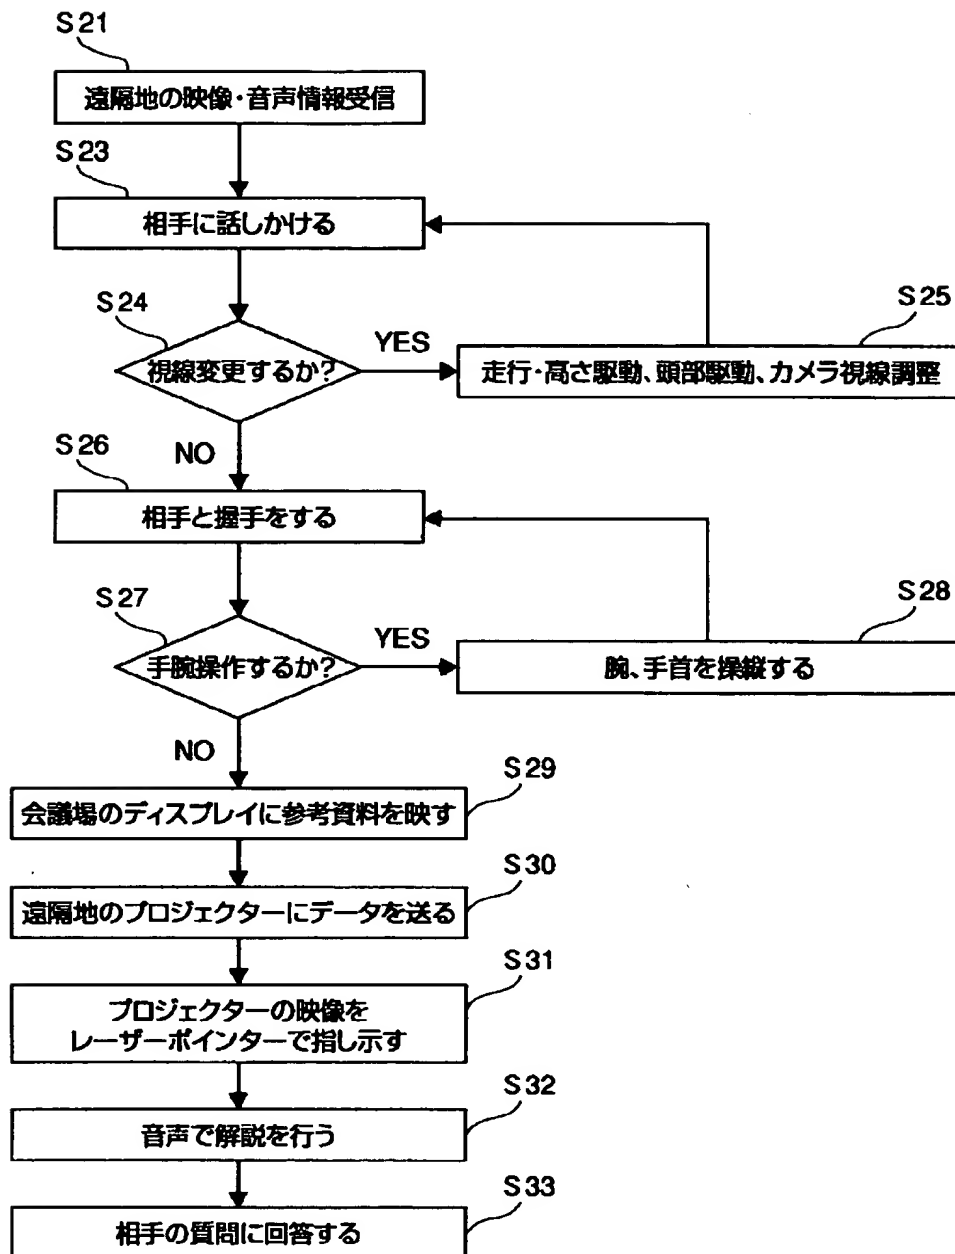 S21
遠隔地の映像・音声情報受信
S23
相手に話しかける
S24
視線変更するか?
YES
S25
走行・高さ駆動、頭部駆動、カメラ視線調整
NO
S26
相手と握手をする
S27
手腕操作するか?
YES
S28
腕、手首を操縦する
NO
S29
会議場のディスプレイに参考資料を映す
S30
遠隔地のプロジェクターにデータを送る
S31
プロジェクターの映像を
レーザーポインターで指し示す
S32
音声で解説を行う
S33
相手の質問に回答する